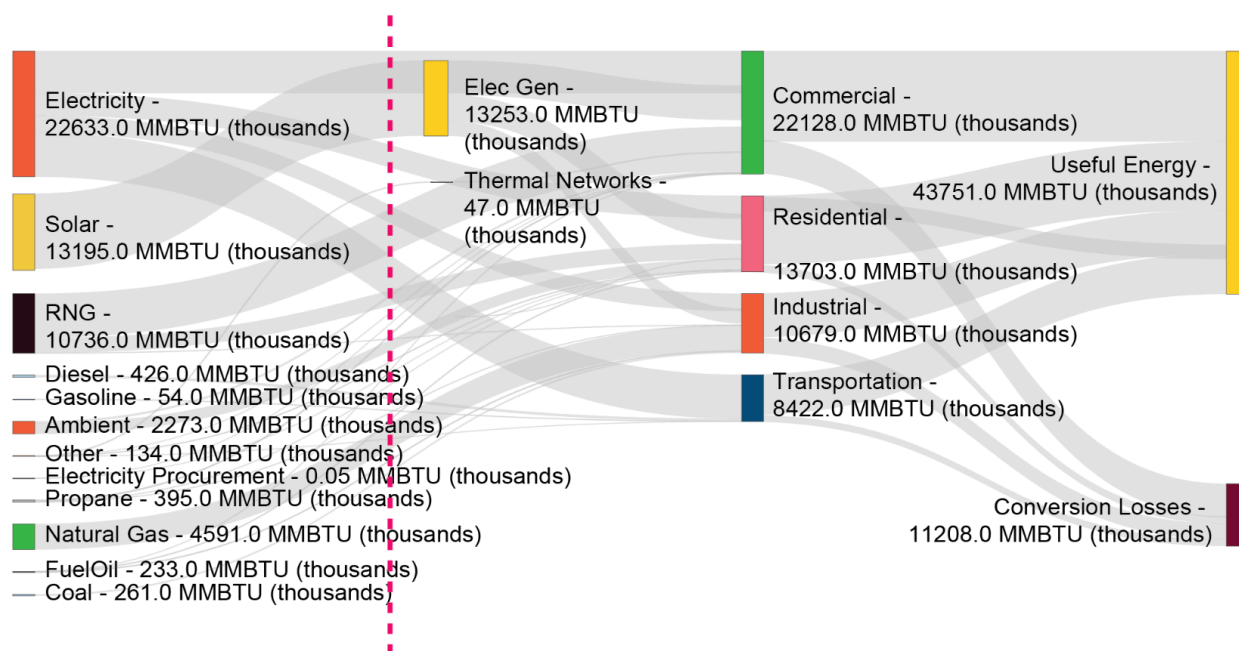 Electricity -
22633.0 MMBTU (thousands)
Solar -
13195.0 MMBTU (thousands)
RNG -
10736.0 MMBTU (thousands)
Diesel - 426.0 MMBTU (thousands)
Gasoline - 54.0 MMBTU (thousands)
Ambient - 2273.0 MMBTU (thousands)
Other - 134.0 MMBTU (thousands)
Electricity Procurement - 0.05 MMBTU (thousands)
Propane - 395.0 MMBTU (thousands)
Natural Gas - 4591.0 MMBTU (thousands)
FuelOil - 233.0 MMBTU (thousands)
Coal - 261.0 MMBTU (thousands)
Elec Gen -
13253.0 MMBTU
(thousands)
Thermal Networks -
47.0 MMBTU
(thousands)
Commercial -
22128.0 MMBTU (thousands)
Residential -
13703.0 MMBTU (thousands)
Industrial -
10679.0 MMBTU (thousands)
Transportation -
8422.0 MMBTU (thousands)
Useful Energy -
43751.0 MMBTU (thousands)
Conversion Losses -
11208.0 MMBTU (thousands)